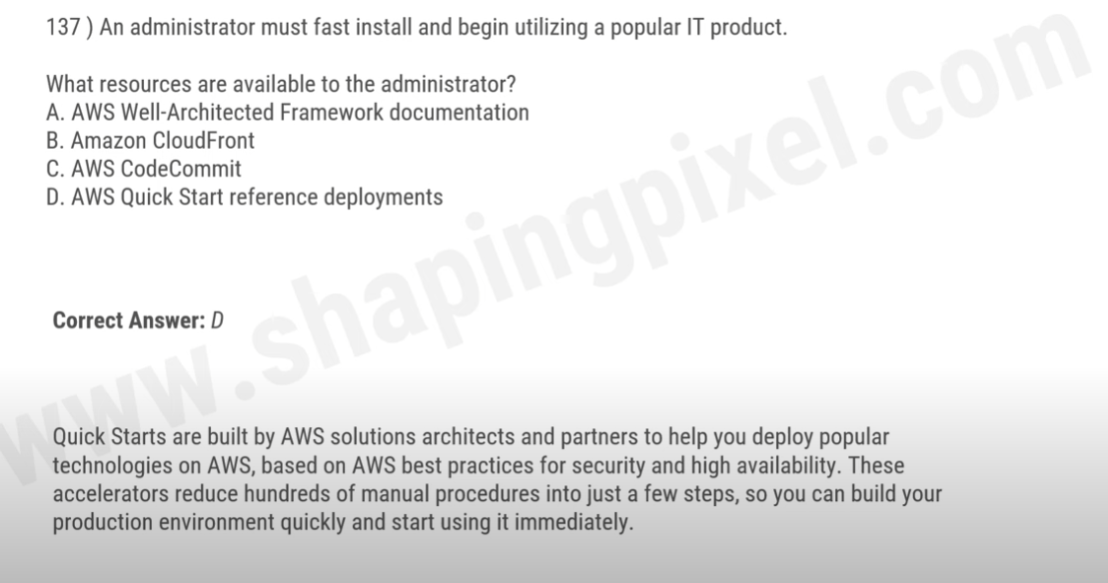 137 ) An administrator must fast install and begin utilizing a popular IT product.
What resources are available to the administrator?
A. AWS Well-Architected Framework documentation
B. Amazon CloudFront
C. AWS CodeCommit
D. AWS Quick Start reference deployments
www.shapingpixel.com
Correct Answer: D
Quick Starts are built by AWS solutions architects and partners to help you deploy popular
technologies on AWS, based on AWS best practices for security and high availability. These
accelerators reduce hundreds of manual procedures into just a few steps, so you can build your
production environment quickly and start using it immediately.